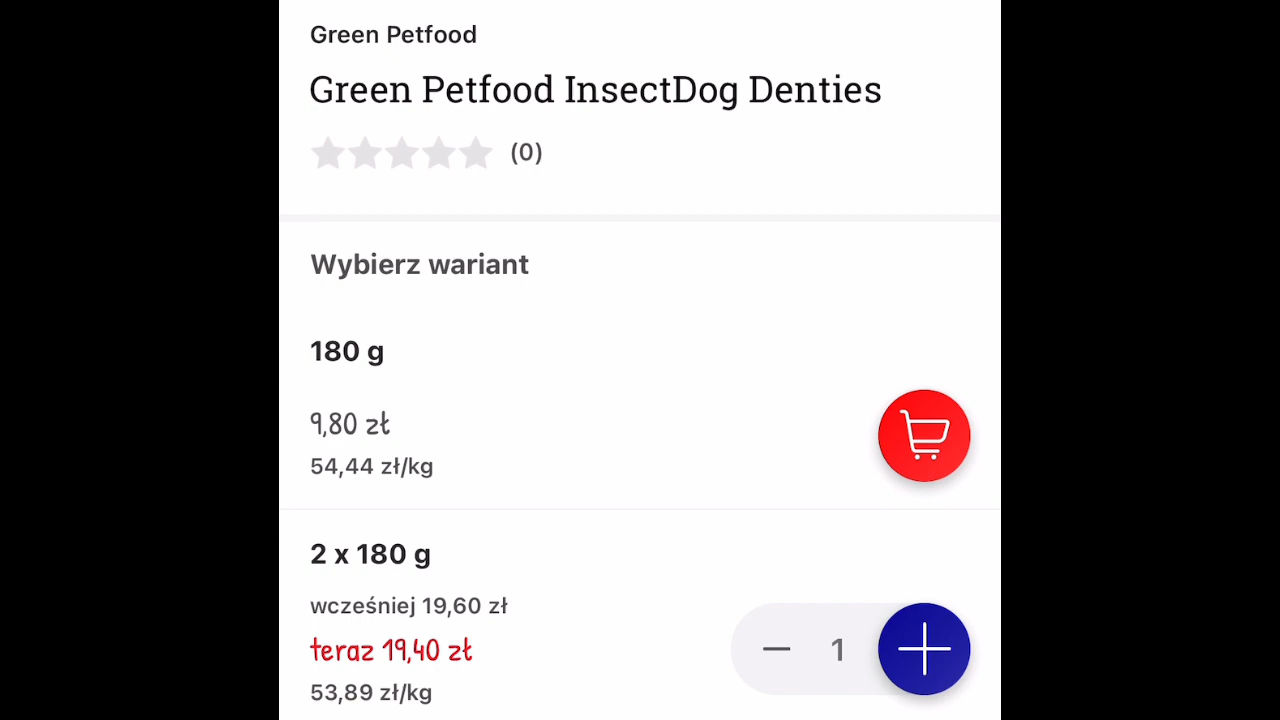 Green Petfood
Green Petfood InsectDog Denties
(0)
Wybierz wariant
180 g
9,80 zł
54,44 zł/kg
2 x 180 g
wcześniej 19,60 zł
teraz 19,40 zł
1
53,89 zł/kg